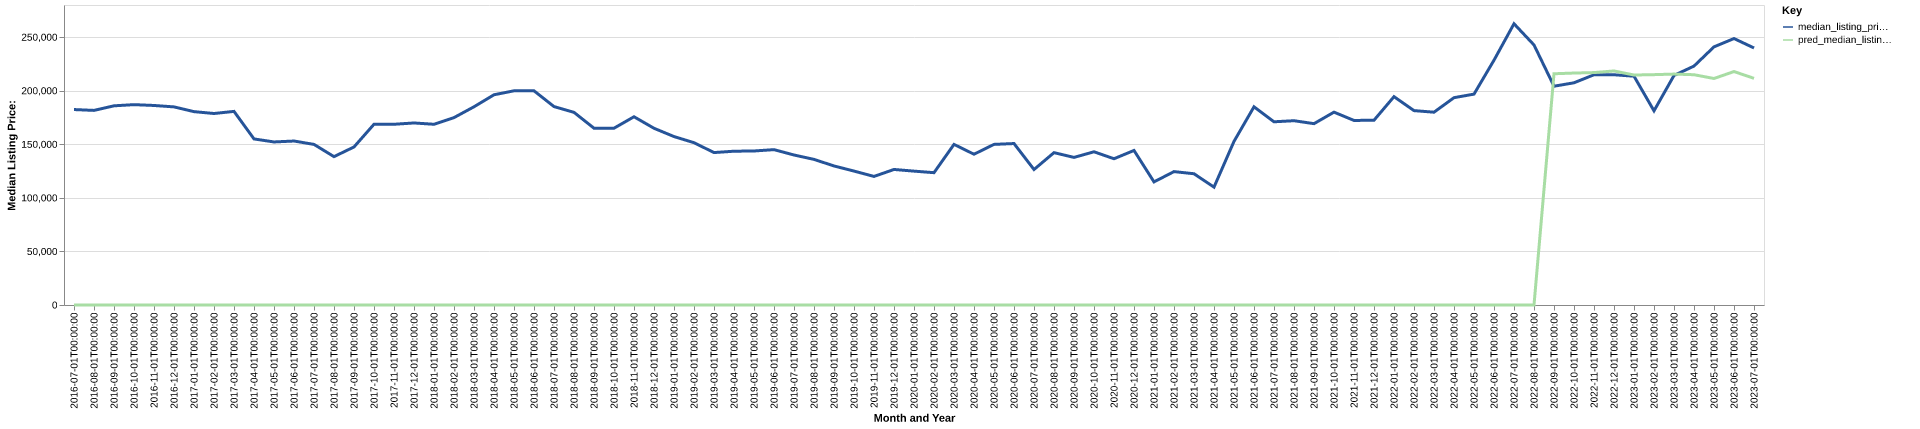 Key
median_listing_pri…
pred_median_listin…
Median Listing Price:
250,000
200,000
150,000
100,000
50,000
0
2016-07-01T00:00:00
2016-08-01T00:00:00
2016-09-01T00:00:00
2016-10-01T00:00:00
2016-11-01T00:00:00
2016-12-01T00:00:00
2017-01-01T00:00:00
2017-02-01T00:00:00
2017-03-01T00:00:00
2017-04-01T00:00:00
2017-05-01T00:00:00
2017-06-01T00:00:00
2017-07-01T00:00:00
2017-08-01T00:00:00
2017-09-01T00:00:00
2017-10-01T00:00:00
2017-11-01T00:00:00
2017-12-01T00:00:00
2018-01-01T00:00:00
2018-02-01T00:00:00
2018-03-01T00:00:00
2018-04-01T00:00:00
2018-05-01T00:00:00
2018-06-01T00:00:00
2018-07-01T00:00:00
2018-08-01T00:00:00
2018-09-01T00:00:00
2018-10-01T00:00:00
2018-11-01T00:00:00
2018-12-01T00:00:00
2019-01-01T00:00:00
2019-02-01T00:00:00
2019-03-01T00:00:00
2019-04-01T00:00:00
2019-05-01T00:00:00
2019-06-01T00:00:00
2019-07-01T00:00:00
2019-08-01T00:00:00
2019-09-01T00:00:00
2019-10-01T00:00:00
2019-11-01T00:00:00
2019-12-01T00:00:00
2020-01-01T00:00:00
2020-02-01T00:00:00
2020-03-01T00:00:00
2020-04-01T00:00:00
2020-05-01T00:00:00
2020-06-01T00:00:00
2020-07-01T00:00:00
2020-08-01T00:00:00
2020-09-01T00:00:00
2020-10-01T00:00:00
2020-11-01T00:00:00
2020-12-01T00:00:00
2021-01-01T00:00:00
2021-02-01T00:00:00
2021-03-01T00:00:00
2021-04-01T00:00:00
2021-05-01T00:00:00
2021-06-01T00:00:00
2021-07-01T00:00:00
2021-08-01T00:00:00
2021-09-01T00:00:00
2021-10-01T00:00:00
2021-11-01T00:00:00
2021-12-01T00:00:00
2022-01-01T00:00:00
2022-02-01T00:00:00
2022-03-01T00:00:00
2022-04-01T00:00:00
2022-05-01T00:00:00
2022-06-01T00:00:00
2022-07-01T00:00:00
2022-08-01T00:00:00
2022-09-01T00:00:00
2022-10-01T00:00:00
2022-11-01T00:00:00
2022-12-01T00:00:00
2023-01-01T00:00:00
2023-02-01T00:00:00
2023-03-01T00:00:00
2023-04-01T00:00:00
2023-05-01T00:00:00
2023-06-01T00:00:00
2023-07-01T00:00:00
Month and Year